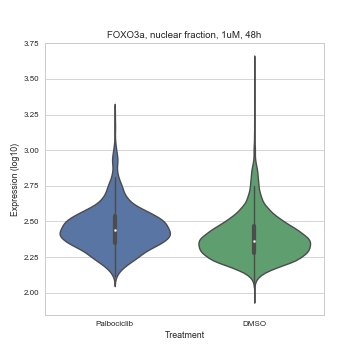 FOXO3a, nuclear fraction, 1uM, 48h
3.75
3.50
3.25
3.00
2.75
2.50
2.25
2.00
Expression (log10)
Palbociclib
DMSO
Treatment